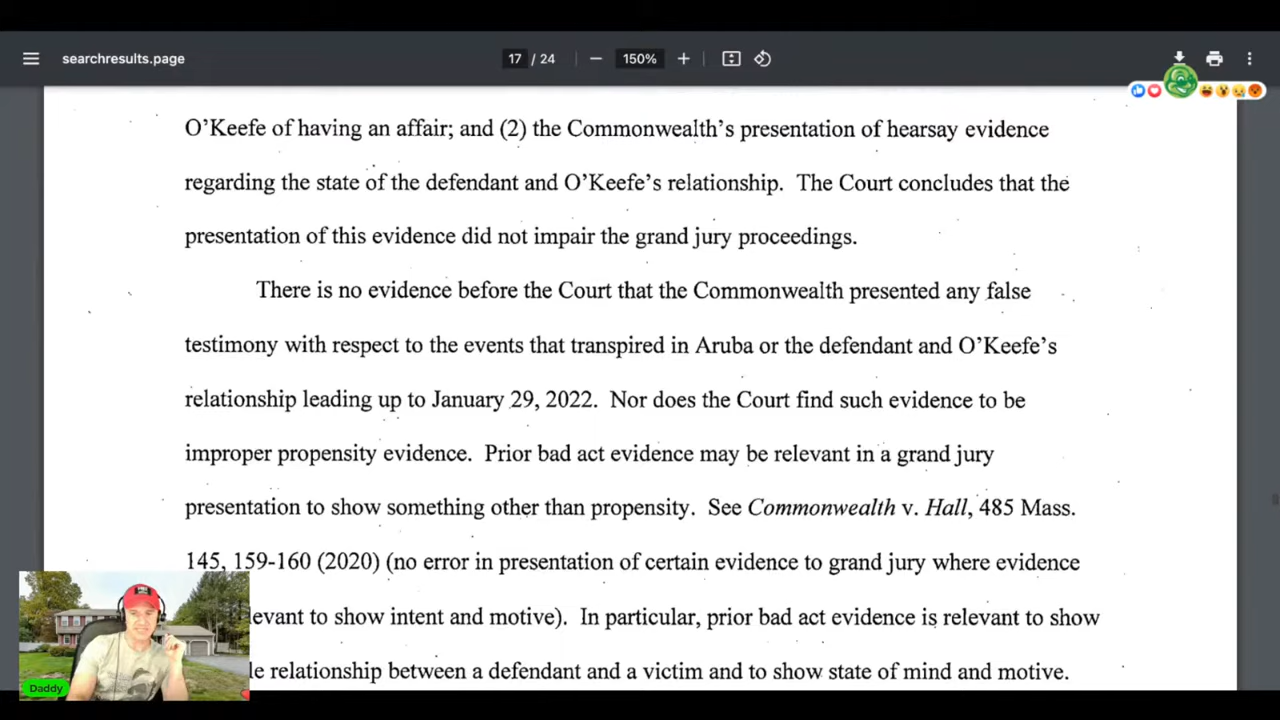 searchresults.page
17 / 24
150%
O'Keefe of having an affair; and (2) the Commonwealth's presentation of hearsay evidence
regarding the state of the defendant and O'Keefe's relationship. The Court concludes that the
presentation of this evidence did not impair the grand jury proceedings.
There is no evidence before the Court that the Commonwealth presented any false
testimony with respect to the events that transpired in Aruba or the defendant and O'Keefe's
relationship leading up to January 29, 2022. Nor does the Court find such evidence to be
improper propensity evidence. Prior bad act evidence may be relevant in a grand jury
presentation to show something other than propensity. See Commonwealth v. Hall, 485 Mass.
145, 159-160 (2020) (no error in presentation of certain evidence to grand jury where evidence
evant to show intent and motive). In particular, prior bad act evidence is relevant to show
le relationship between a defendant and a victim and to show state of mind and motive.
Daddy